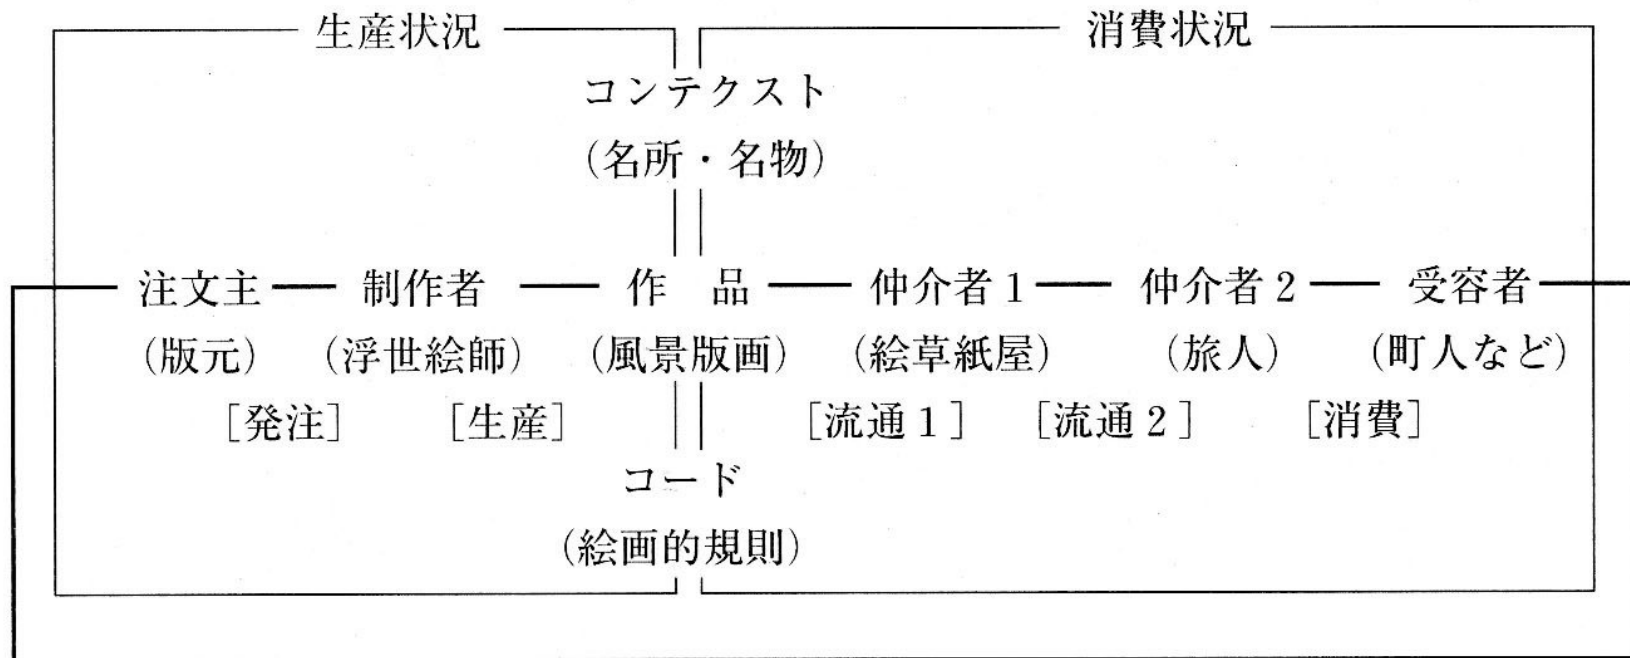 生産状況 消費状況
コンテクスト
(名所・名物)
注文主 制作者 作 品 仲介者1 仲介者2 受容者
(版元) (浮世絵師) (風景版画) (絵草紙屋) (旅人) (町人など)
[発注] [生産] [流通1] [流通2] [消費]
コード
(絵画的規則)